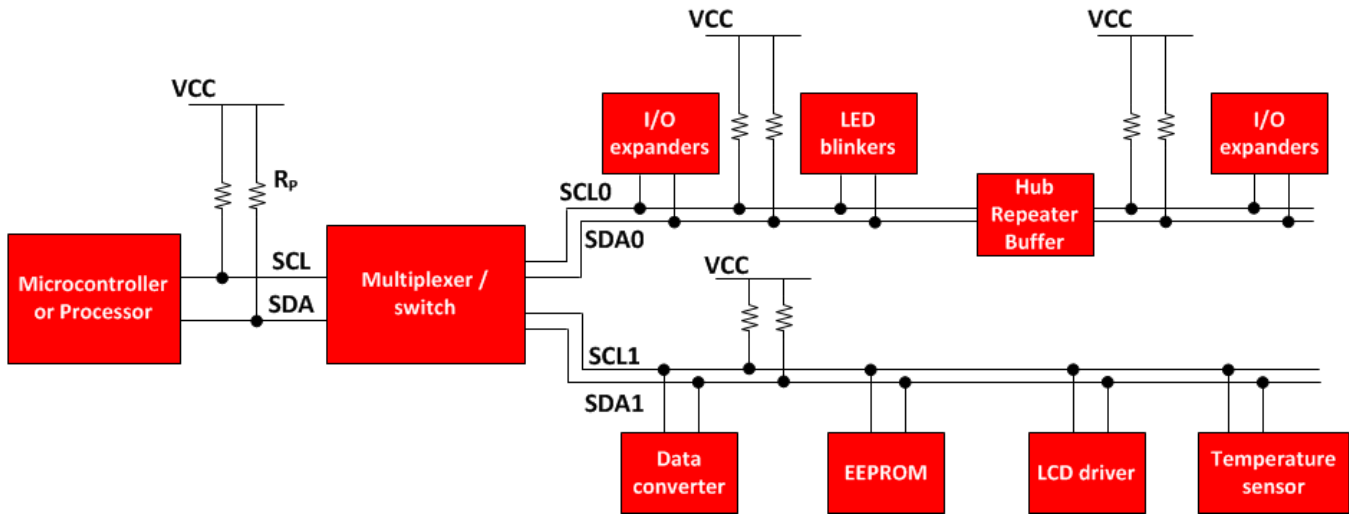 VCC
VCC
VCC
I/O
expanders
LED
blinkers
I/O
expanders
RP
SCL0
Hub
Repeater
Buffer
SDA0
Microcontroller
or Processor
SCL
SDA
Multiplexer /
switch
VCC
SCL1
SDA1
Data
converter
EEPROM
LCD driver
Temperature
sensor